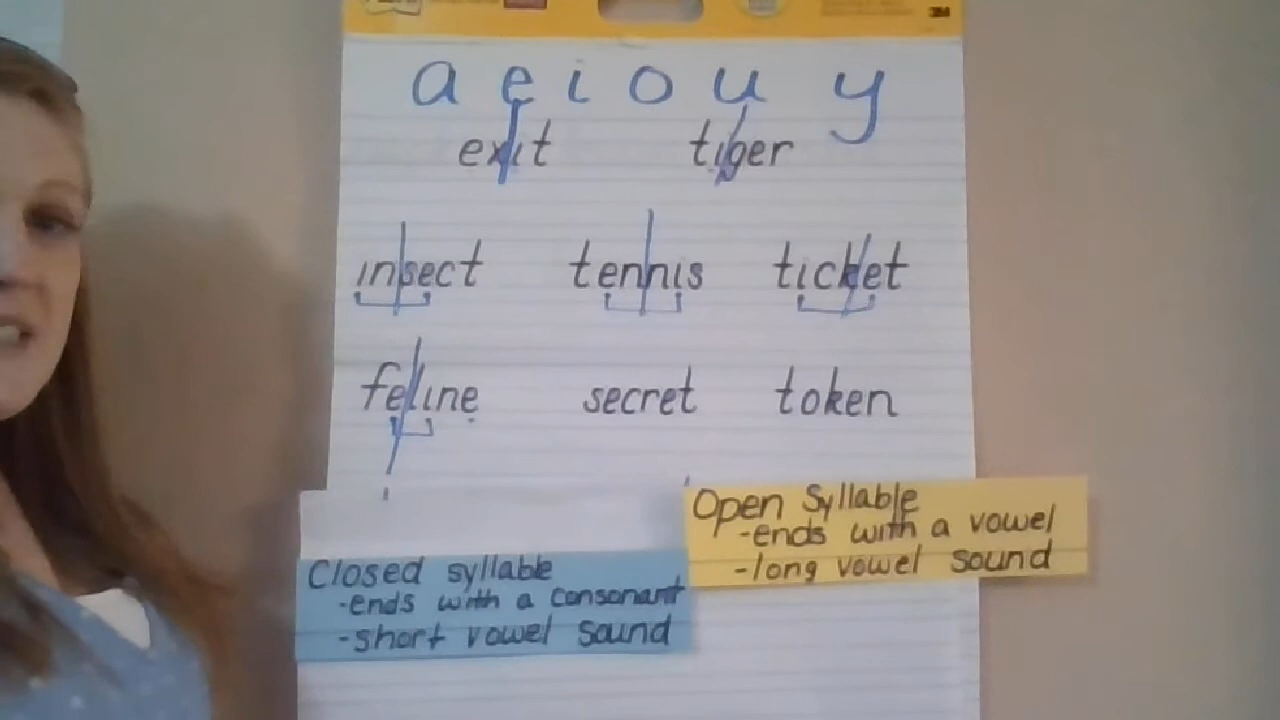 3M
a e i o u y
exit tiger
insect tennis ticket
feline secret token
Open Syllable
-ends with a vowel
-long vowel sound
Closed syllable
-ends with a consonant
-short vowel sound